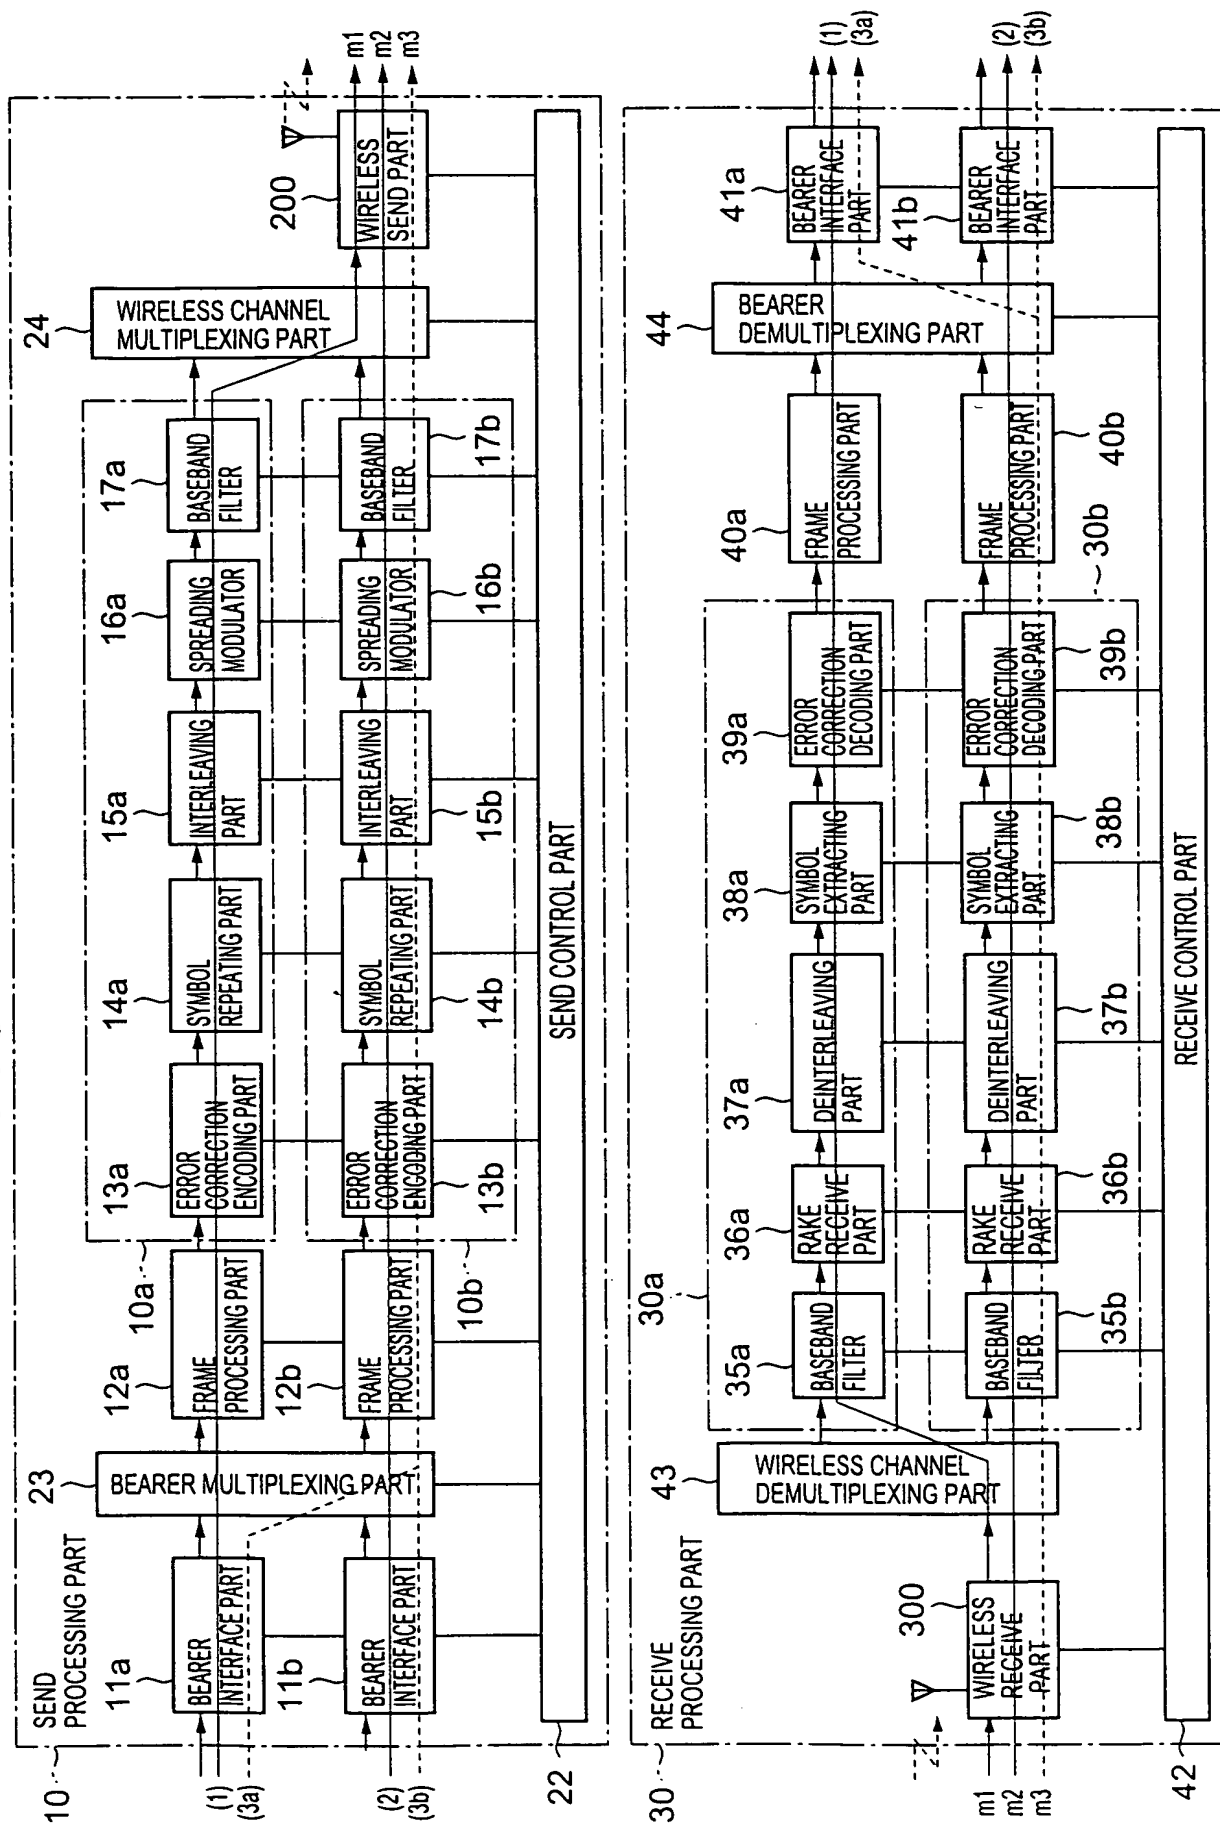 10
SEND
PROCESSING PART
11a
BEARER
INTERFACE PART
11b
BEARER
INTERFACE PART
(1)
(3a)
(2)
(3b)
23
BEARER MULTIPLEXING PART
12a
FRAME
PROCESSING PART
12b
FRAME
PROCESSING PART
10a
10b
13a
ERROR
CORRECTION
ENCODING PART
ERROR
CORRECTION
ENCODING PART
13b
14a
SYMBOL
REPEATING PART
SYMBOL
REPEATING PART
14b
15a
INTERLEAVING
PART
INTERLEAVING
PART
15b
16a
SPREADING
MODULATOR
SPREADING
MODULATOR
16b
17a
BASEBAND
FILTER
BASEBAND
FILTER
17b
24
WIRELESS CHANNEL
MULTIPLEXING PART
200
WIRELESS
SEND PART
m1
m2
m3
SEND CONTROL PART
22
30
RECEIVE
PROCESSING PART
300
WIRELESS
RECEIVE
PART
m1
m2
m3
43
WIRELESS CHANNEL
DEMULTIPLEXING PART
30a
35a
BASEBAND
FILTER
BASEBAND
FILTER
35b
36a
RAKE
RECEIVE
PART
RAKE
RECEIVE
PART
36b
37a
DEINTERLEAVING
PART
DEINTERLEAVING
PART
37b
38a
SYMBOL
EXTRACTING
PART
SYMBOL
EXTRACTING
PART
38b
39a
ERROR
CORRECTION
DECODING PART
ERROR
CORRECTION
DECODING PART
39b
30b
40a
FRAME
PROCESSING PART
FRAME
PROCESSING PART
40b
44
BEARER
DEMULTIPLEXING PART
41a
BEARER
INTERFACE
PART
41b
BEARER
INTERFACE
PART
(1)
(3a)
(2)
(3b)
RECEIVE CONTROL PART
42